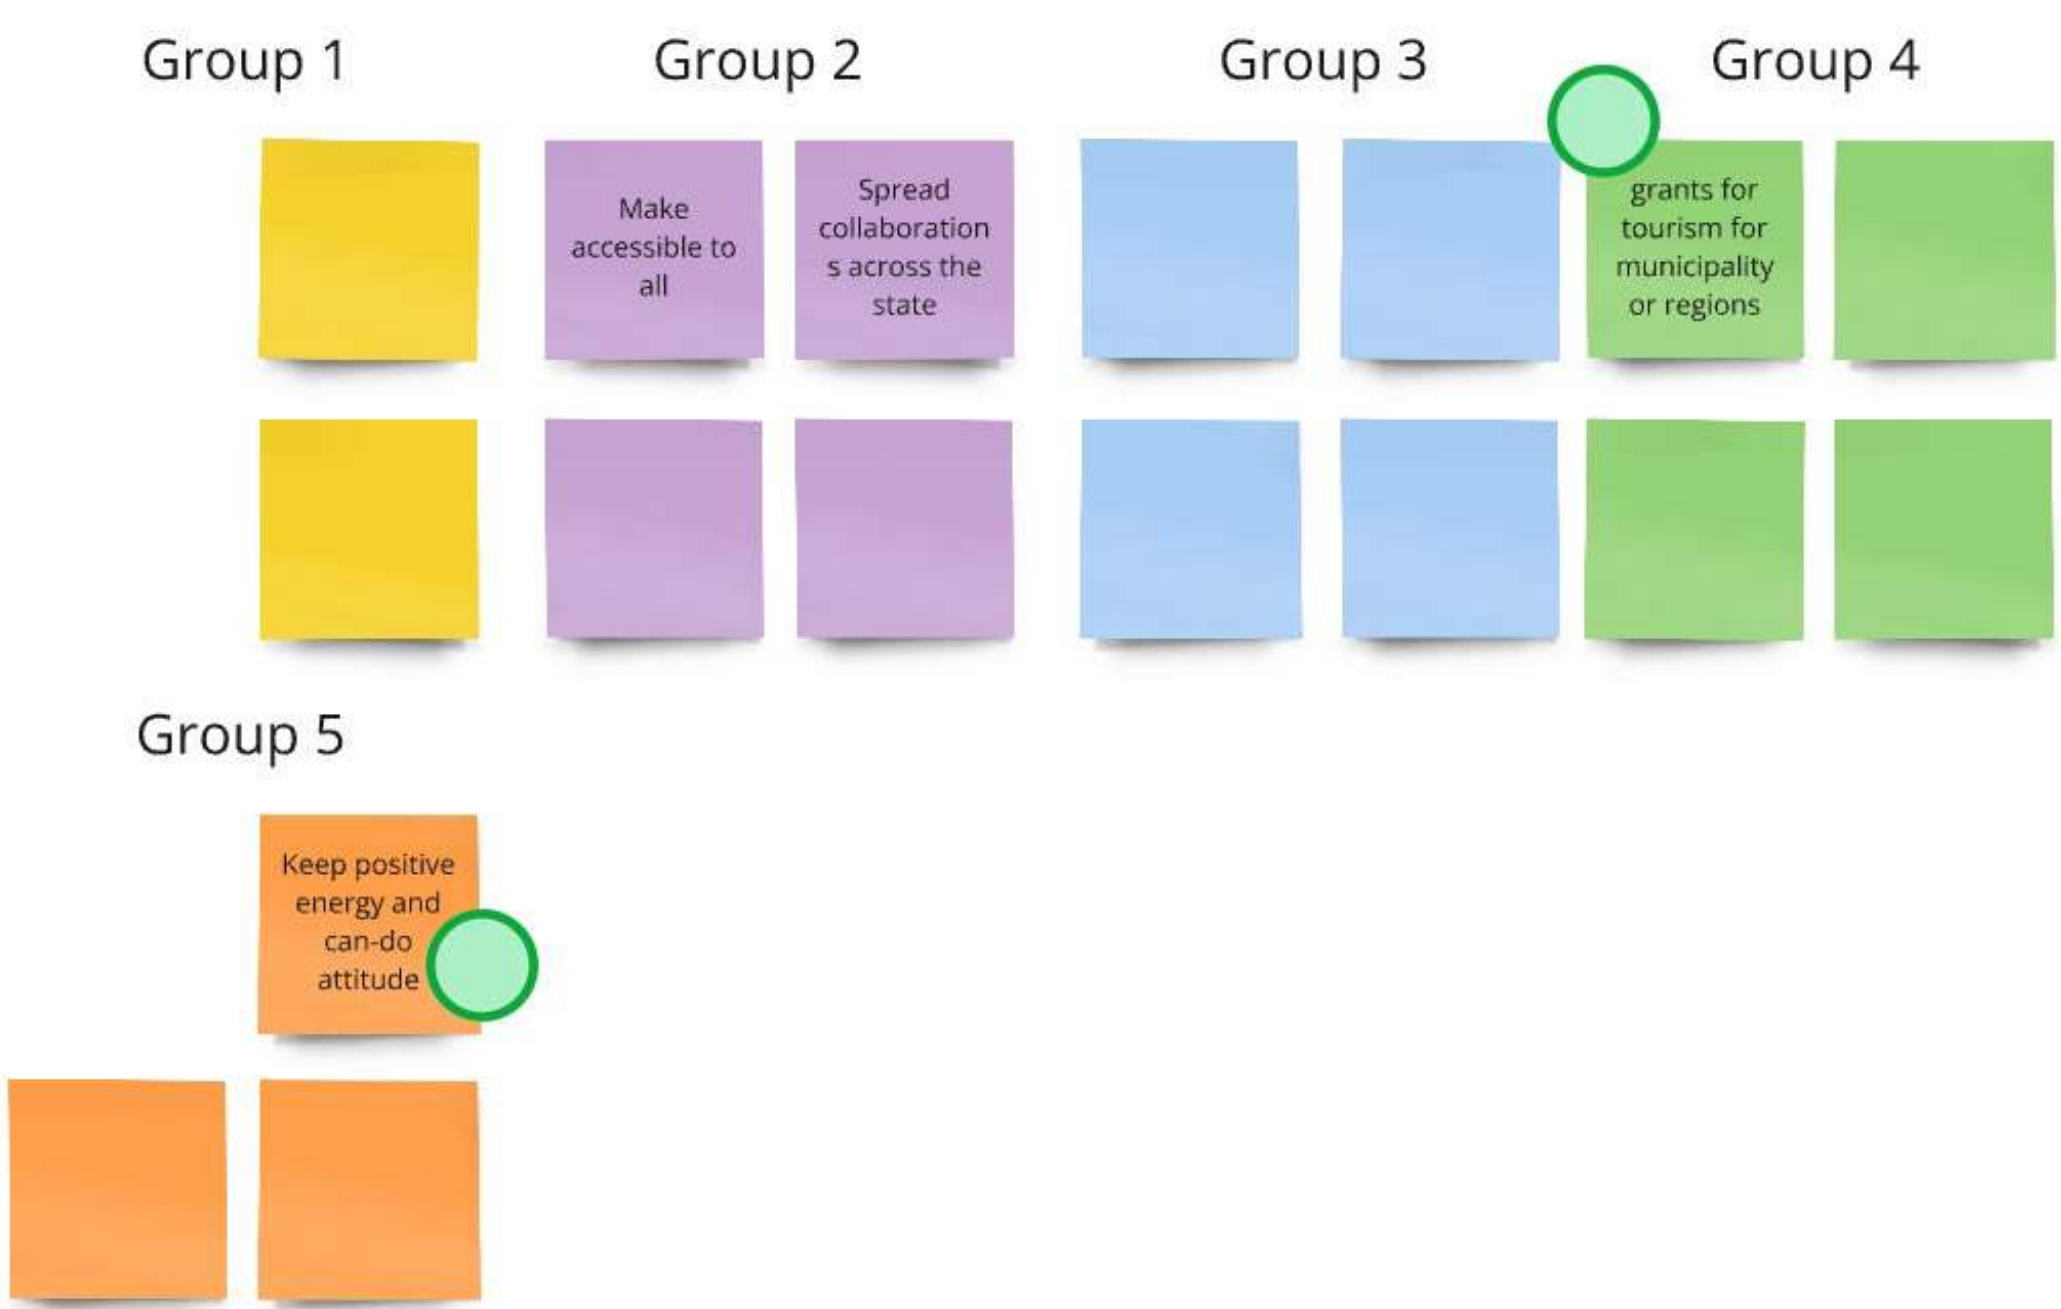 Group 1
Group 2
Group 3
Group 4
Make
accessible to
all
Spread
collaboration
s across the
state
grants for
tourism for
municipality
or regions
Group 5
Keep positive
energy and
can-do
attitude